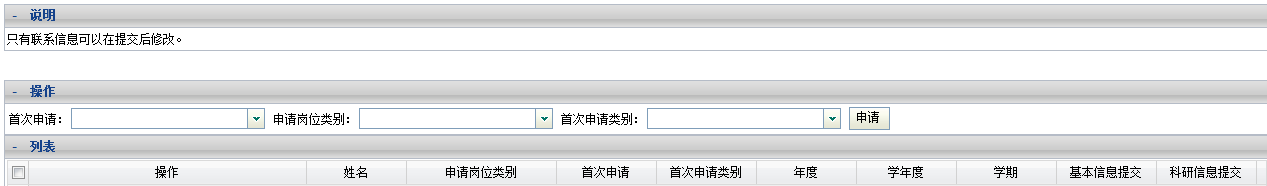 - 说明
只有联系信息可以在提交后修改。
- 操作
首次申请： 申请岗位类别： 首次申请类别： 申请
- 列表
操作 姓名 申请岗位类别 首次申请 首次申请类别 年度 学年度 学期 基本信息提交 科研信息提交